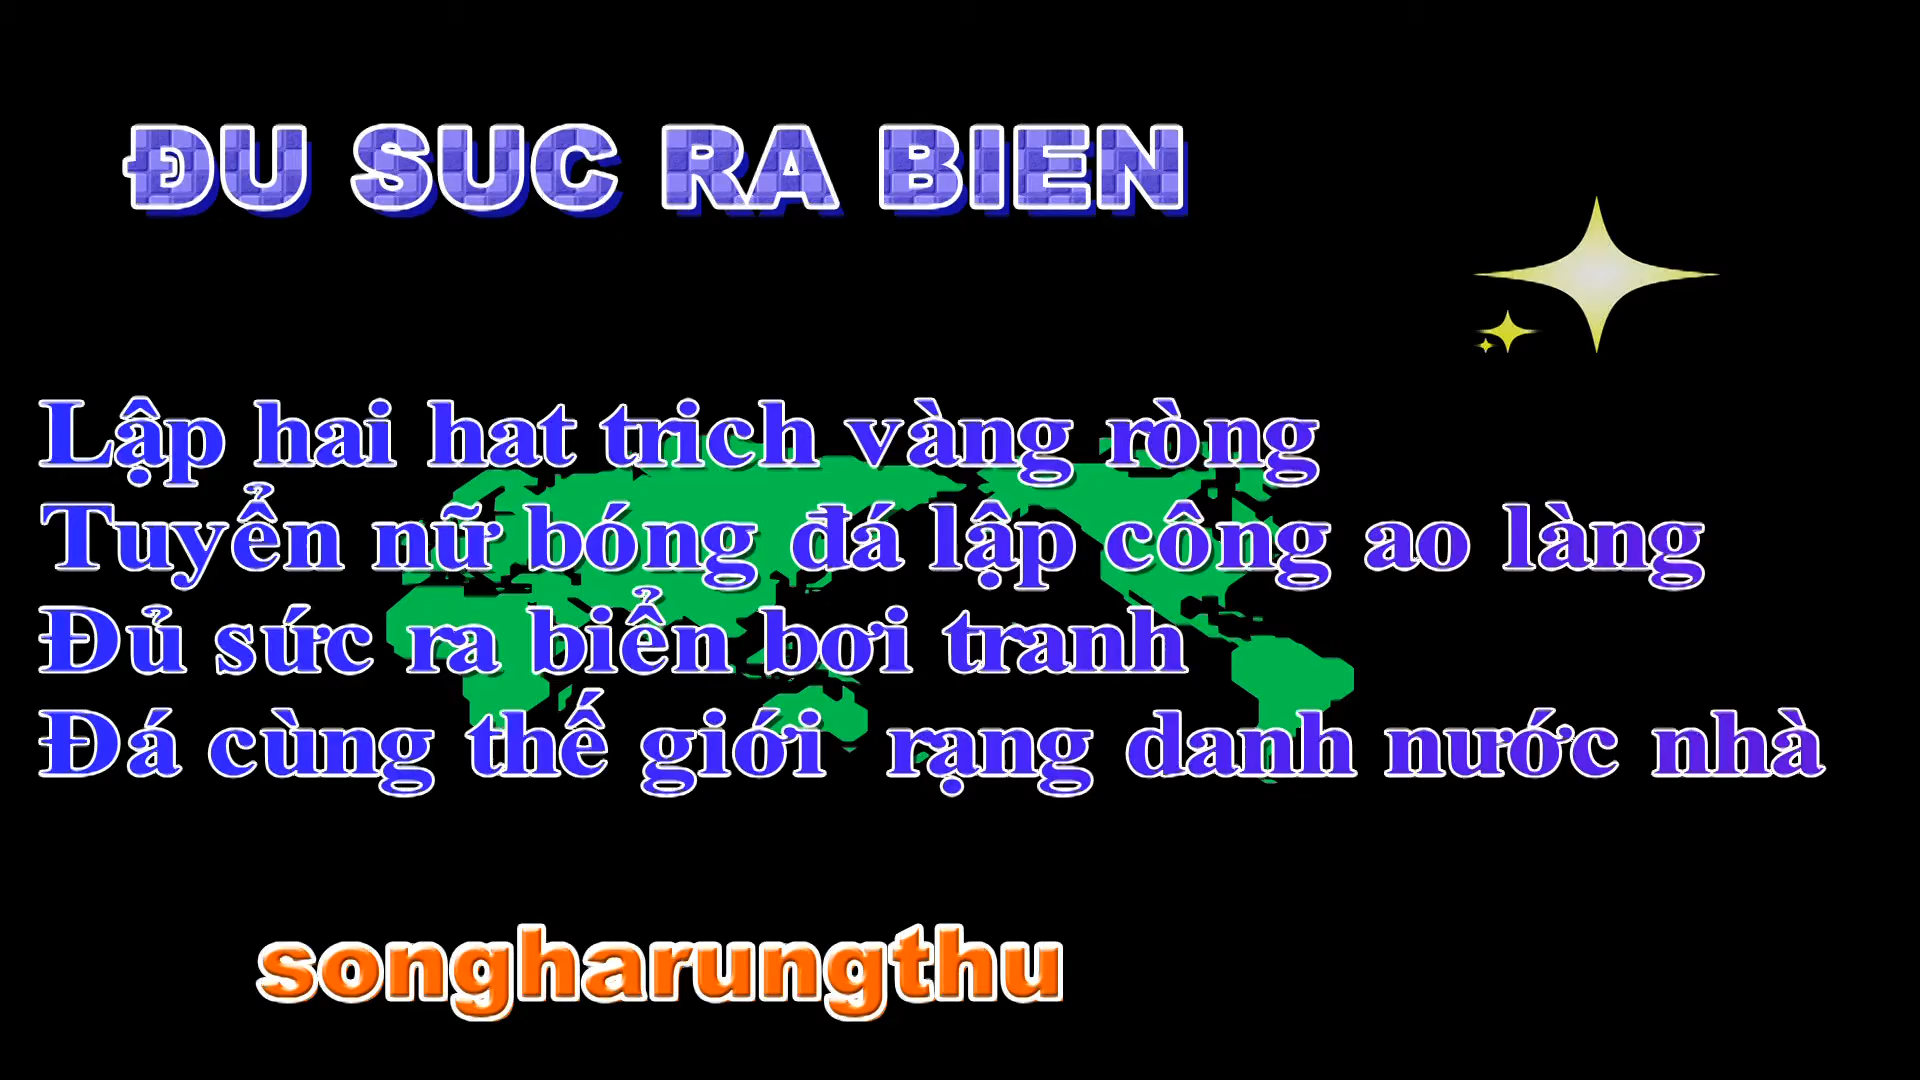 ĐU SUC RA BIEN
Lập hai hat trich vàng ròng
Tuyển nữ bóng đá lập công ao làng
Đủ sức ra biển bơi tranh
Đá cùng thế giới rạng danh nước nhà
songharungthu